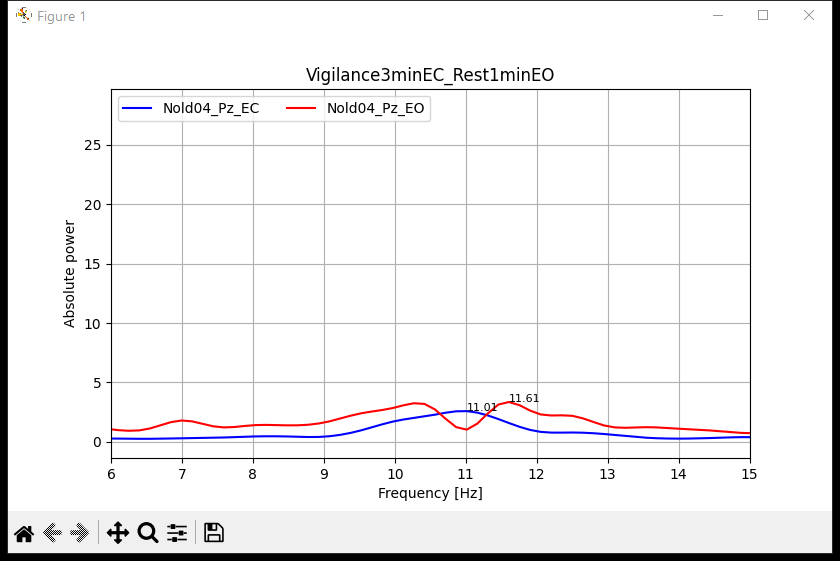 Figure 1
Vigilance3minEC_Rest1minEO
Nold04_Pz_EC Nold04_Pz_EO
25
20
15
10
5
0
Absolute power
11.01
11.61
6 7 8 9 10 11 12 13 14 15
Frequency [Hz]